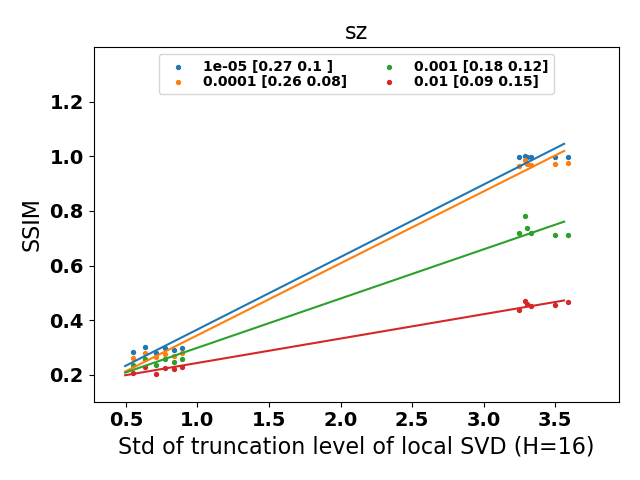 sz
1e-05 [0.27 0.1 ]
0.0001 [0.26 0.08]
0.001 [0.18 0.12]
0.01 [0.09 0.15]
SSIM
1.2
1.0
0.8
0.6
0.4
0.2
0.5 1.0 1.5 2.0 2.5 3.0 3.5
Std of truncation level of local SVD (H=16)